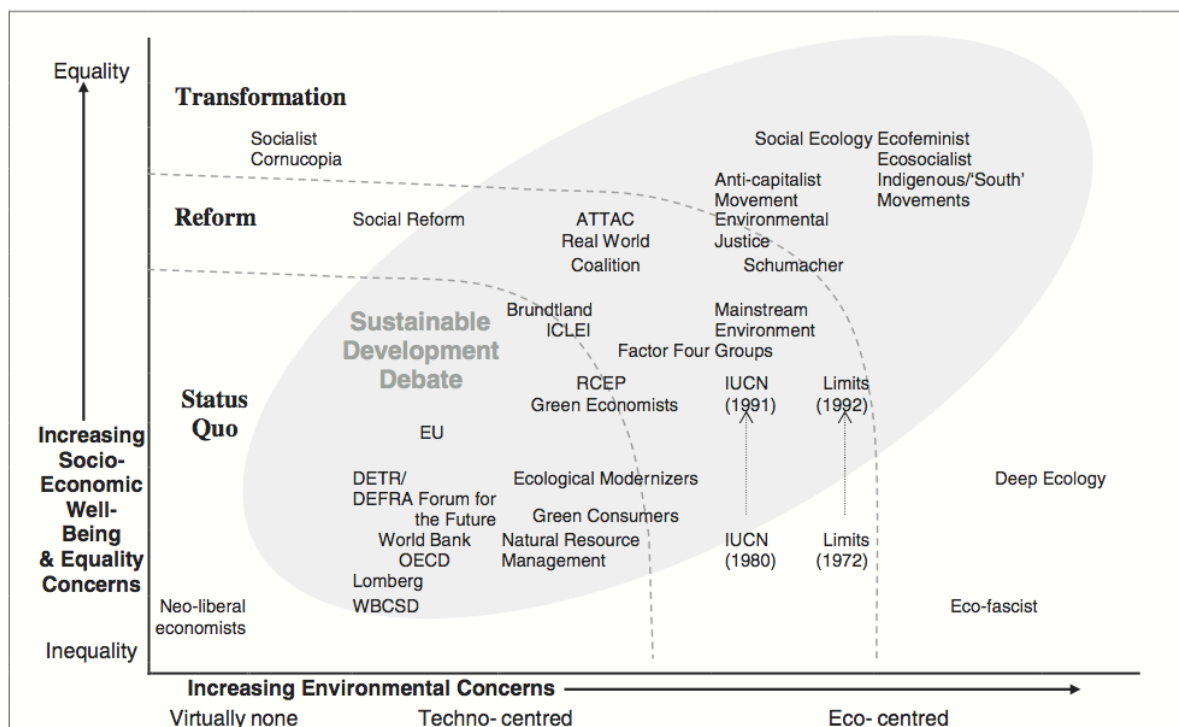 Equality
Transformation
Socialist
Cornucopia
Social Ecology
Ecofeminist
Ecosocialist
Indigenous/‘South’
Movements
Anti-capitalist
Movement
Environmental
Justice
Reform
Social Reform
ATTAC
Real World
Coalition
Schumacher
Brundtland
ICLEI
Mainstream
Environment
Sustainable
Development
Debate
Factor Four Groups
Status
Quo
RCEP
Green Economists
IUCN
(1991)
Limits
(1992)
EU
Increasing
Socio-
Economic
Well-
Being
& Equality
Concerns
DETR/
DEFRA Forum for
the Future
Ecological Modernizers
Deep Ecology
Green Consumers
World Bank
OECD
Natural Resource
Management
IUCN
(1980)
Limits
(1972)
Lomberg
WBCSD
Neo-liberal
economists
Eco-fascist
Inequality
Increasing Environmental Concerns
Virtually none
Techno- centred
Eco- centred